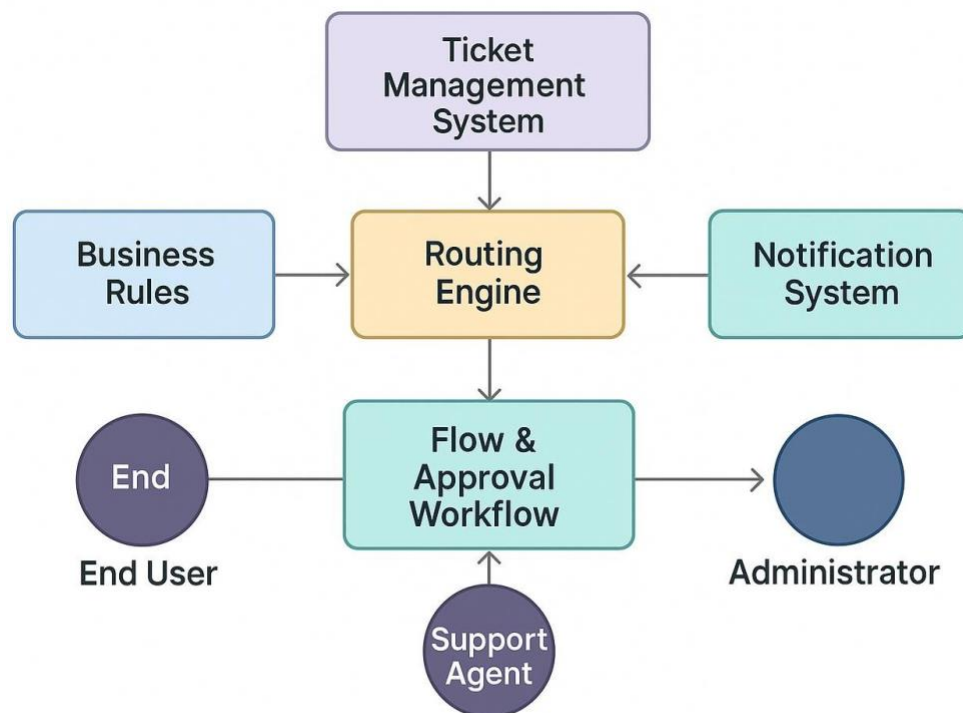 Ticket
Management
System
Business
Rules
Routing
Engine
Notification
System
End
End User
Flow &
Approval
Workflow
Administrator
Support
Agent